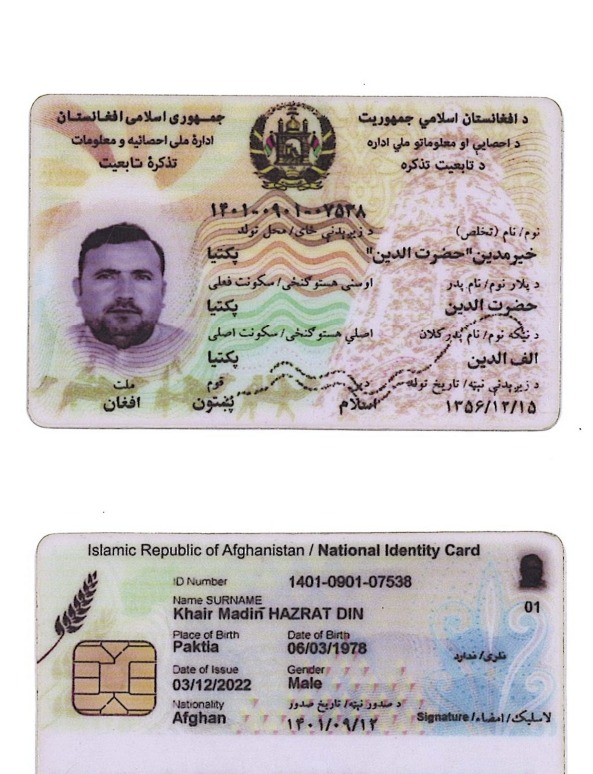 جمهوری اسلامی افغانستان
ادارهٔ ملی احصائیه و معلومات
تذکرهٔ تابعیت
د افغانستان اسلامي جمهوریت
د احصایې او معلوماتو ملي اداره
د تابعیت تذکره
۱۴۰۱-۰۹۰۱-۰۷۵۳۸
نوم/ نام (تخلص)
خیرمدین"حضرت الدین"
د زیږیدنې ځای/ محل تولد
پکتیا
د پلار نوم/ نام پدر
حضرت الدین
اوسنی هستوګنځی/ سکونت فعلی
پکتیا
د نیکه نوم/ نام پدرکلان
الف الدین
اصلي هستوګنځی/ سکونت اصلی
پکتیا
د زیږیدنې نېټه/ تاریخ تولد
۱۳۵۶/۱۲/۱۵
دین
اسلام
قوم
پښتون
ملت
افغان
Islamic Republic of Afghanistan / National Identity Card
ID Number 1401-0901-07538
Name SURNAME
Khair Madin HAZRAT DIN
Place of Birth Date of Birth
Paktia 06/03/1978
Date of Issue Gender
03/12/2022 Male
Nationality د صدور نېټه/ تاریخ صدور
Afghan ۱۴۰۱/۰۹/۱۲
01
نلري/ ندارد
Signature /امضاء/ لاسلیک